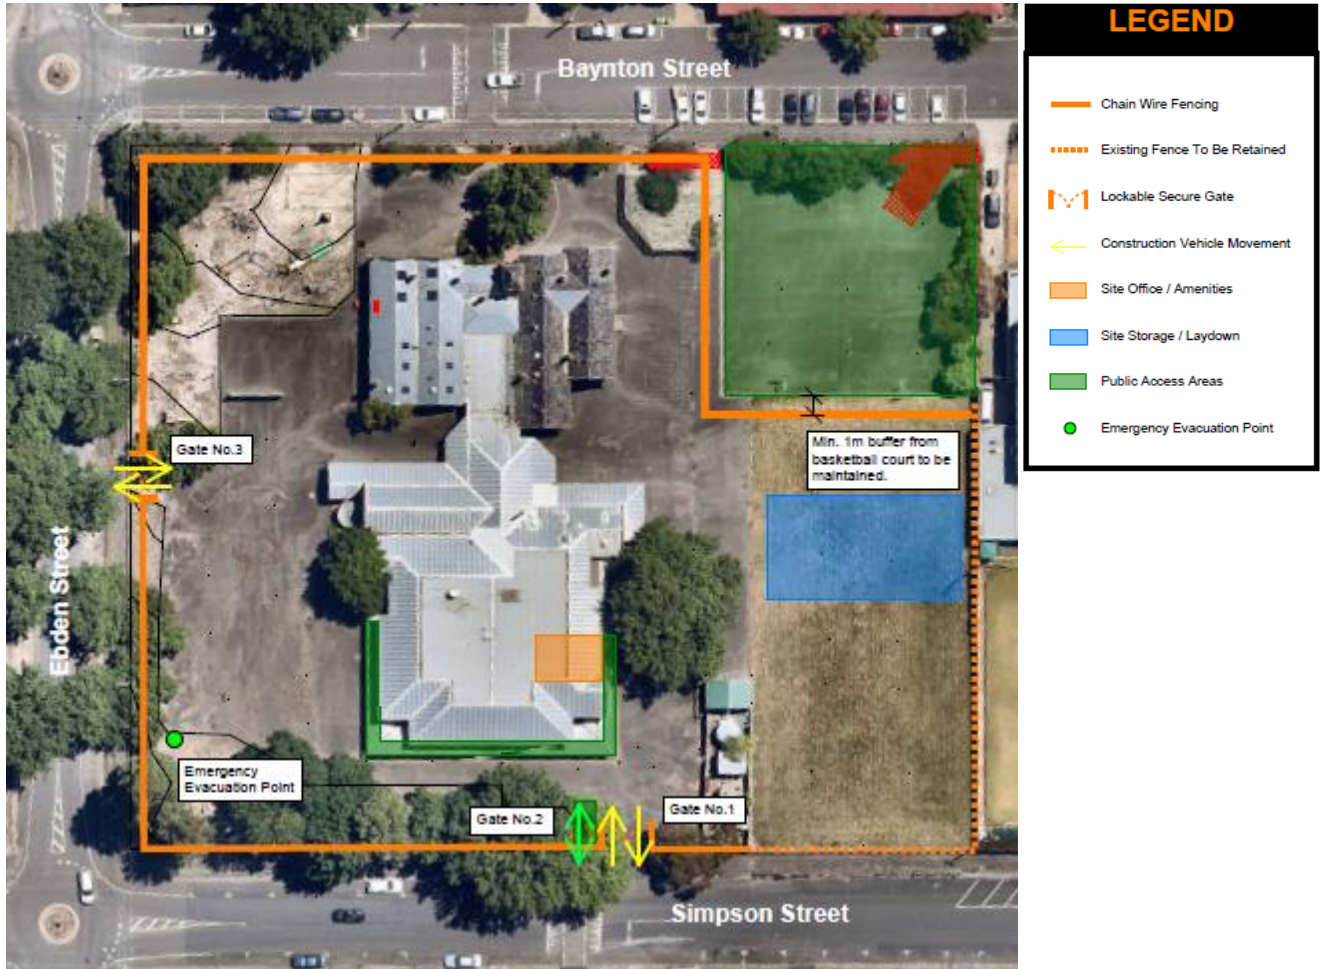 LEGEND
Baynton Street
Chain Wire Fencing
Existing Fence To Be Retained
Lockable Secure Gate
Construction Vehicle Movement
Site Office / Amenities
Site Storage / Laydown
Public Access Areas
Emergency Evacuation Point
Gate No.3
Min. 1m buffer from
basketball court to be
maintained.
Ebden Street
Emergency
Evacuation Point
Gate No.2
Gate No.1
Simpson Street